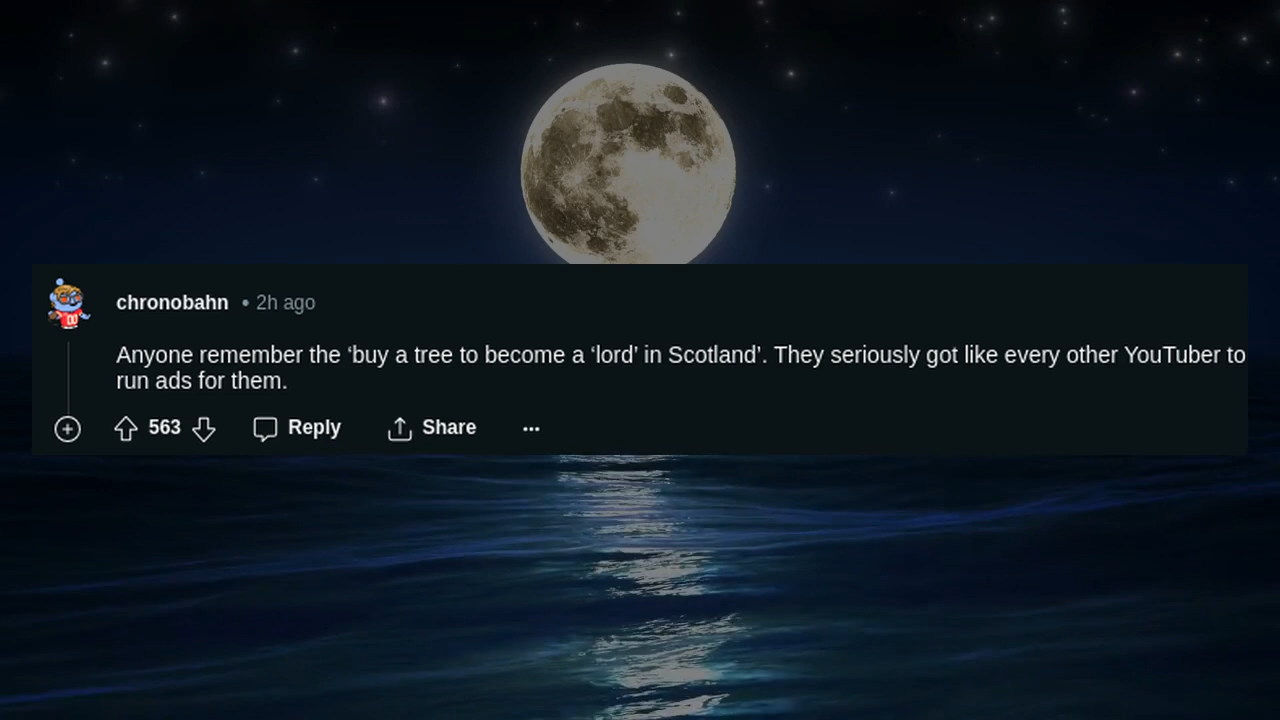 chronobahn • 2h ago
Anyone remember the ‘buy a tree to become a ‘lord’ in Scotland’. They seriously got like every other YouTuber to
run ads for them.
563 Reply Share ...